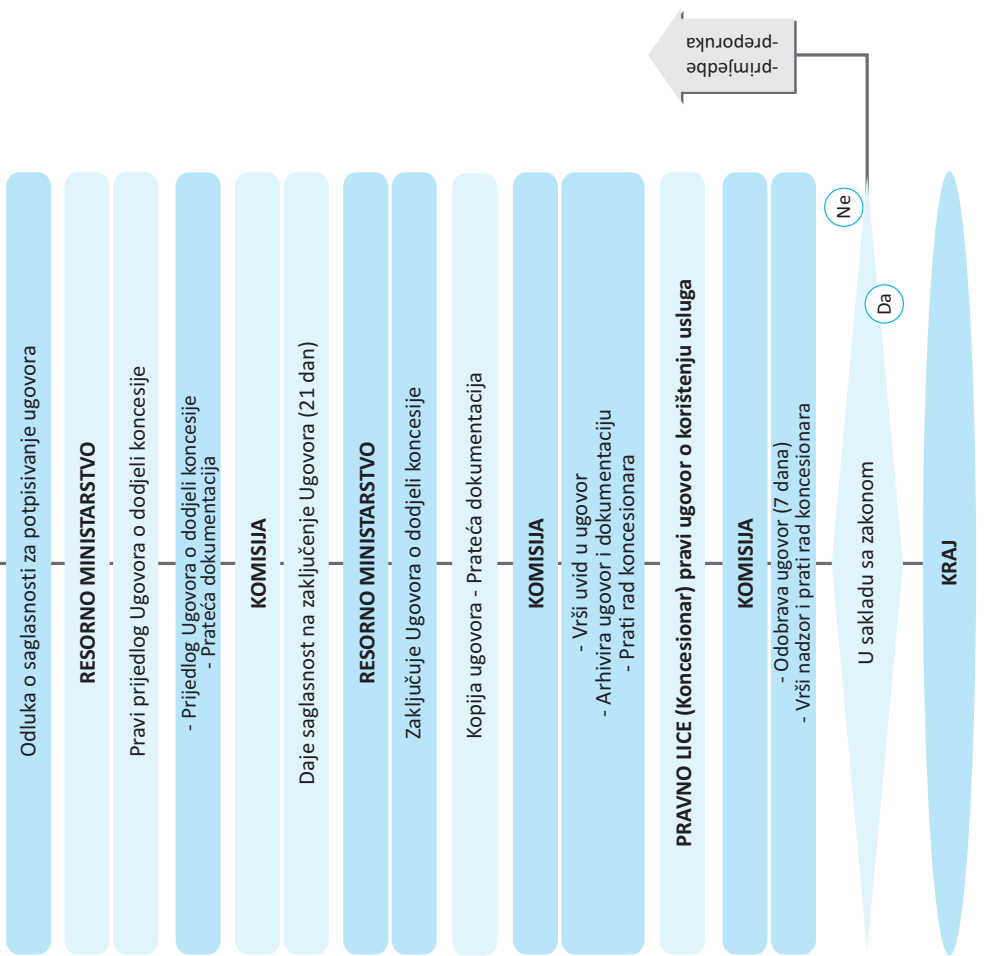 Odluka o saglasnosti za potpisivanje ugovora
RESORNO MINISTARSTVO
Pravi prijedlog Ugovora o dodjeli koncesije
- Prijedlog Ugovora o dodjeli koncesije
- Prateća dokumentacija
KOMISIJA
Daje saglasnost na zaključenje Ugovora (21 dan)
RESORNO MINISTARSTVO
Zaključuje Ugovora o dodjeli koncesije
Kopija ugovora - Prateća dokumentacija
KOMISIJA
- Vrši uvid u ugovor
- Arhivira ugovor i dokumentaciju
- Prati rad koncesionara
PRAVNO LICE (Koncesionar) pravi ugovor o korištenju usluga
KOMISIJA
- Odobrava ugovor (7 dana)
- Vrši nadzor i prati rad koncesionara
U sakladu sa zakonom
Ne
Da
-primjedbe
-preporuka
KRAJ